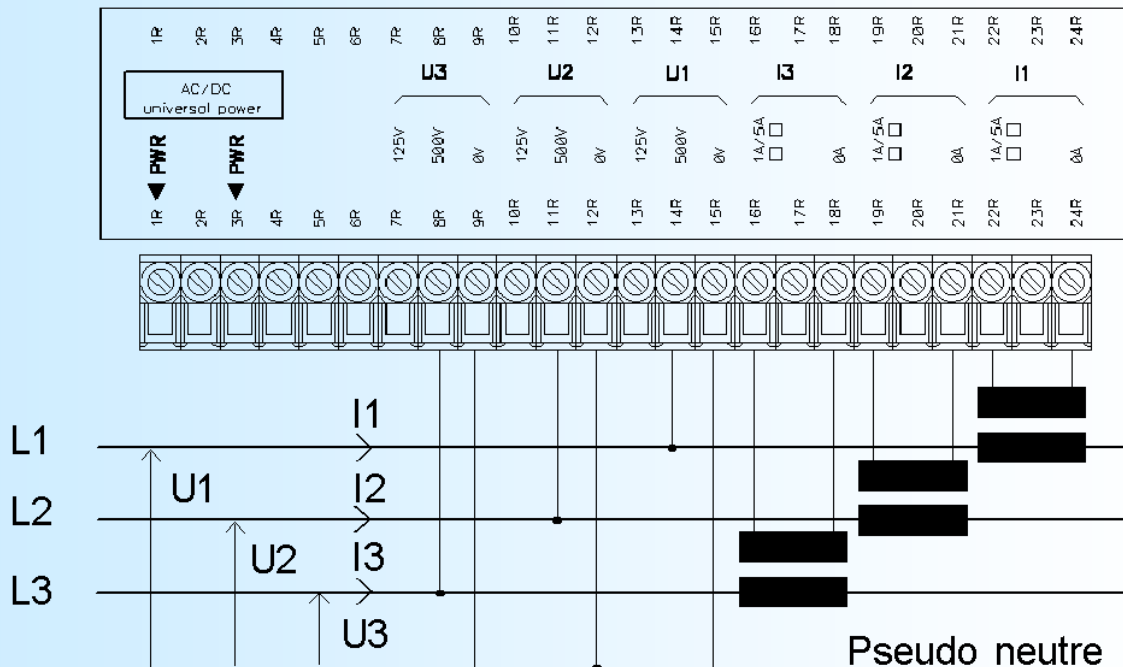 1R 2R 3R 4R 5R 6R 7R 8R 9R 10R 11R 12R 13R 14R 15R 16R 17R 18R 19R 20R 21R 22R 23R 24R
U3 U2 U1 I3 I2 I1
AC/DC
universal power
PWR PWR
125V 500V 0V 125V 500V 0V 125V 500V 0V 1A/5A 0A 1A/5A 0A 1A/5A 0A
1R 2R 3R 4R 5R 6R 7R 8R 9R 10R 11R 12R 13R 14R 15R 16R 17R 18R 19R 20R 21R 22R 23R 24R
I1
L1
U1
I2
L2
U2
I3
L3
U3
Pseudo neutre